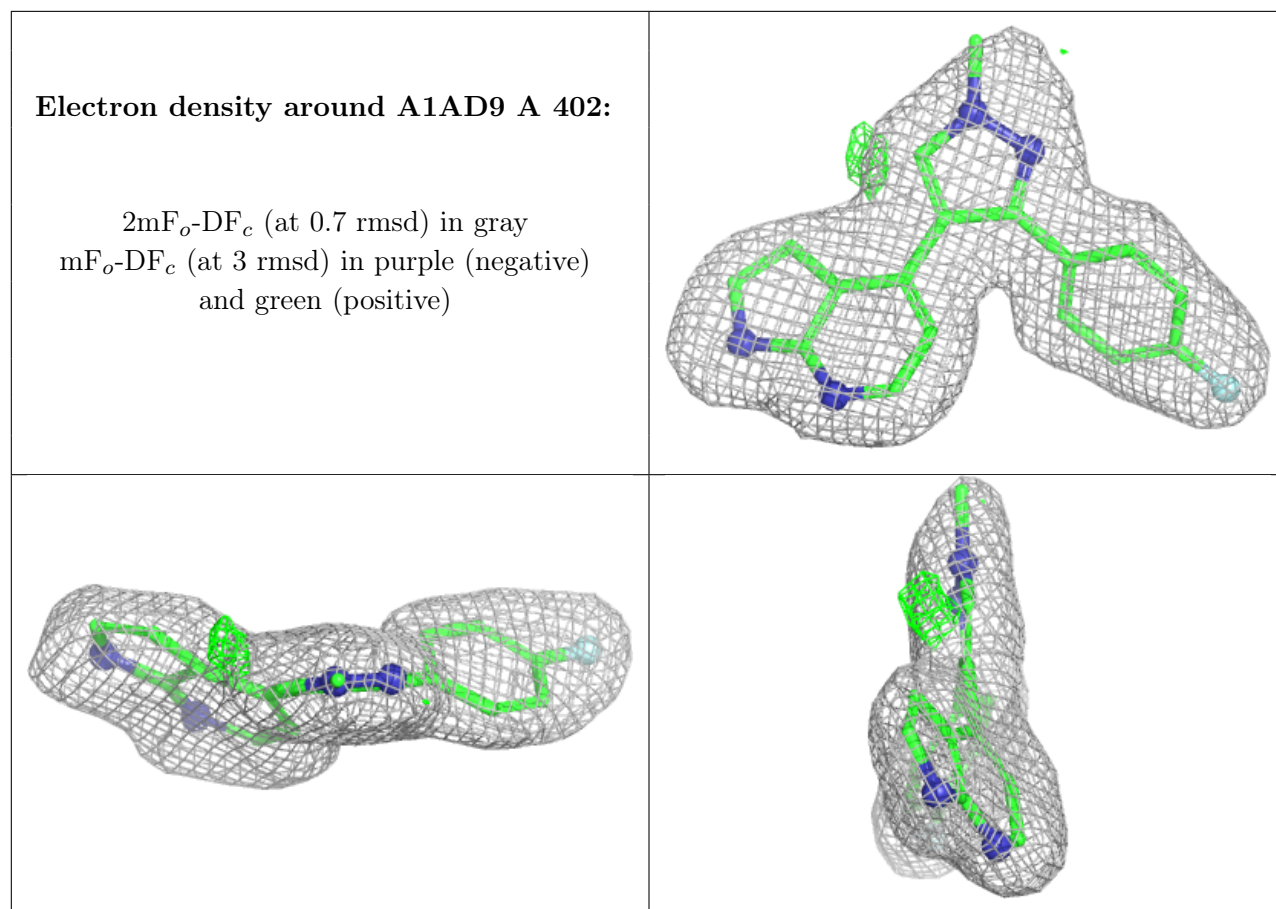 Electron density around A1AD9 A 402:
2mFo-DFc (at 0.7 rmsd) in gray
mFo-DFc (at 3 rmsd) in purple (negative)
and green (positive)